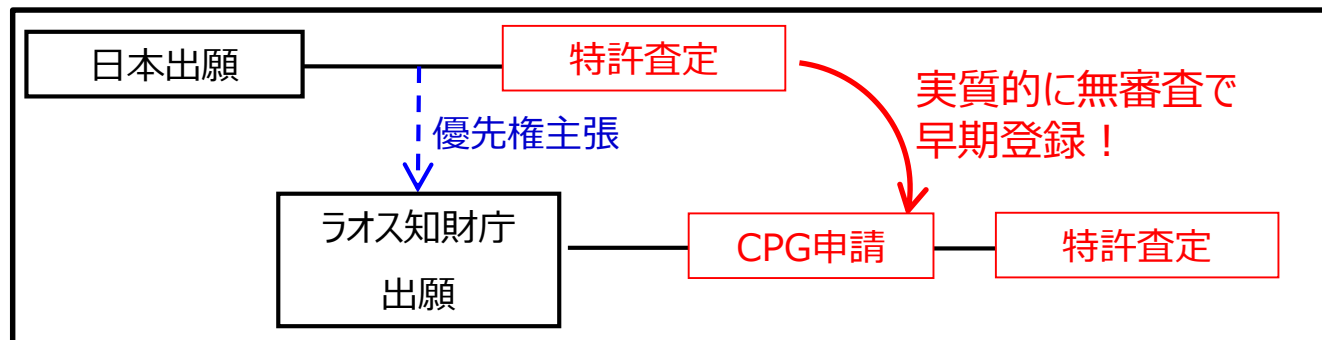 日本出願
特許査定
実質的に無審査で
早期登録！
優先権主張
ラオス知財庁
出願
CPG申請
特許査定